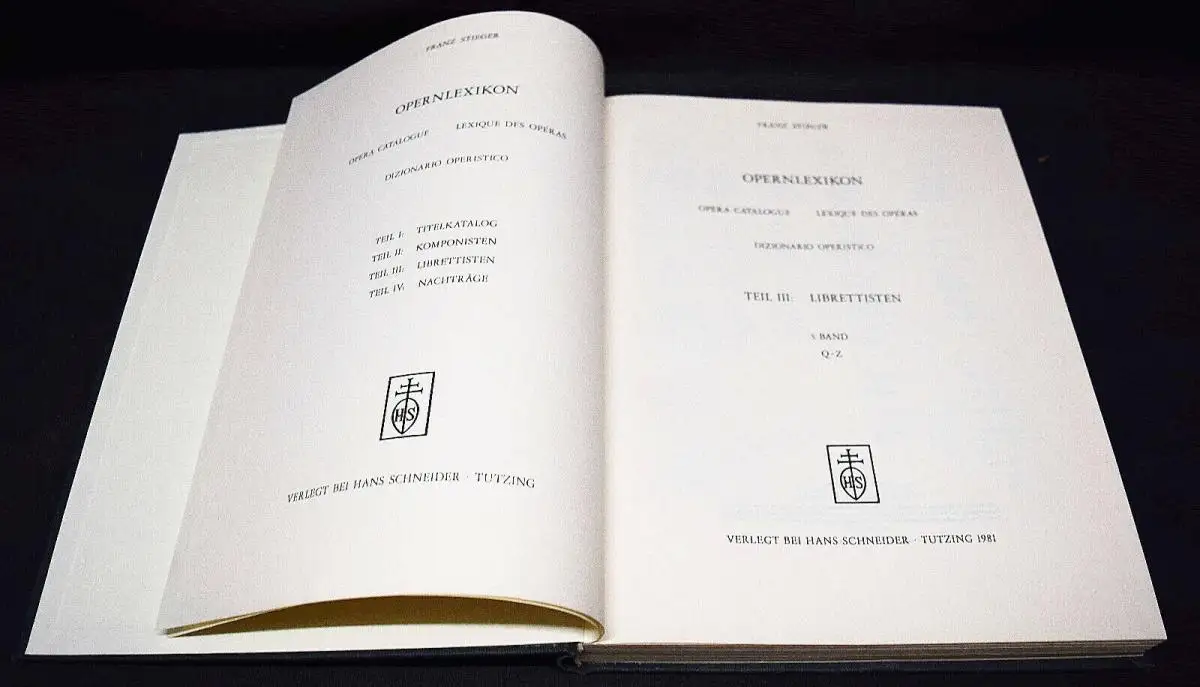 FRANZ STIEGER
OPERNLEXIKON
OPERA CATALOGUE LEXIQUE DES OPÉRAS
DIZIONARIO OPERISTICO
TEIL I: TITELKATALOG
TEIL II: KOMPONISTEN
TEIL III: LIBRETTISTEN
TEIL IV: NACHTRÄGE
HS
VERLEGT BEI HANS SCHNEIDER · TUTZING
FRANZ STIEGER
OPERNLEXIKON
OPERA CATALOGUE LEXIQUE DES OPÉRAS
DIZIONARIO OPERISTICO
TEIL III: LIBRETTISTEN
BAND
Q-Z
HS
VERLEGT BEI HANS SCHNEIDER · TUTZING 1981